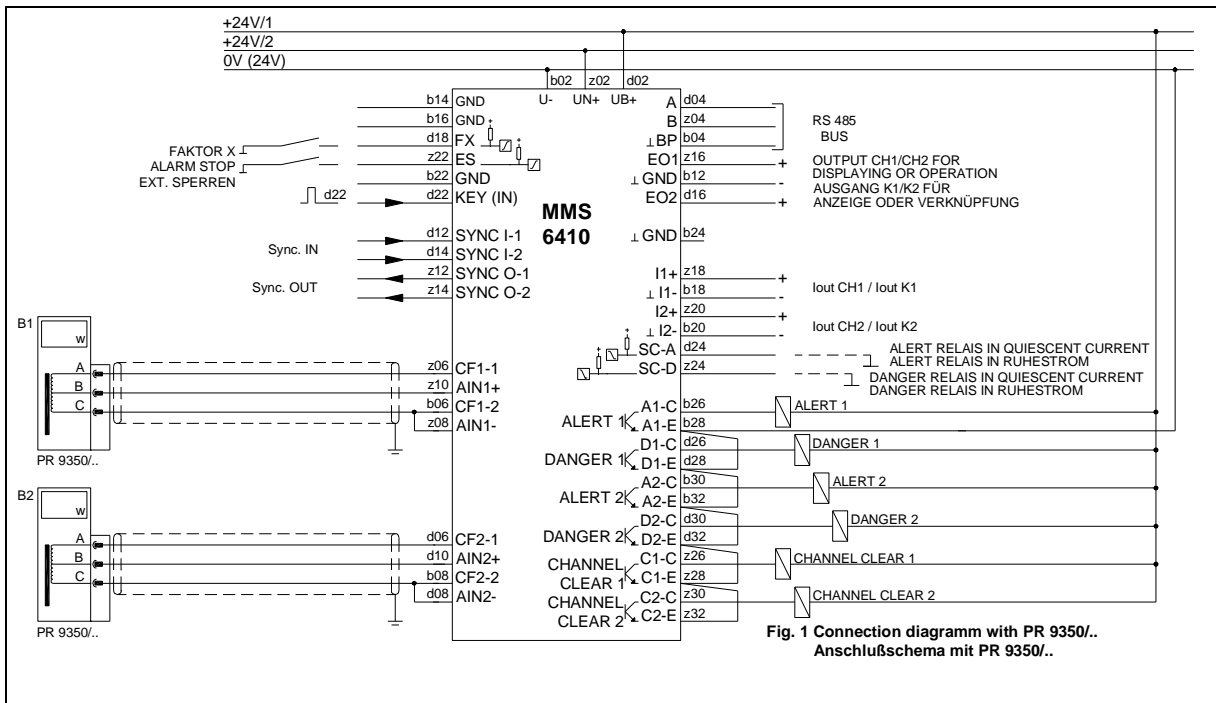 +24V/1
+24V/2
0V (24V)
b02 z02 d02
U- UN+ UB+
b14 GND
b16 GND
d18 FX
FAKTOR X
z22 ES
ALARM STOP
EXT. SPERREN
b22 GND
d22
d22 KEY (IN)
MMS
6410
d12 SYNC I-1
Sync. IN
d14 SYNC I-2
z12 SYNC O-1
Sync. OUT
z14 SYNC O-2
A d04
B z04
⊥BP b04
RS 485
BUS
EO1 z16 +
⊥ GND b12 -
EO2 d16 +
OUTPUT CH1/CH2 FOR
DISPLAYING OR OPERATION
AUSGANG K1/K2 FÜR
ANZEIGE ODER VERKNÜPFUNG
⊥ GND b24
I1+ z18 +
⊥ I1- b18 -
Iout CH1 / Iout K1
I2+ z20 +
⊥ I2- b20 -
Iout CH2 / Iout K2
SC-A d24
ALERT RELAIS IN QUIESCENT CURRENT
ALERT RELAIS IN RUHESTROM
SC-D z24
DANGER RELAIS IN QUIESCENT CURRENT
DANGER RELAIS IN RUHESTROM
B1
w
A
B
C
PR 9350/..
z06 CF1-1
z10 AIN1+
b06 CF1-2
z08 AIN1-
B2
w
A
B
C
PR 9350/..
d06 CF2-1
d10 AIN2+
b08 CF2-2
d08 AIN2-
ALERT 1
A1-C b26
A1-E b28
ALERT 1
DANGER 1
D1-C d26
D1-E d28
DANGER 1
ALERT 2
A2-C b30
A2-E b32
ALERT 2
DANGER 2
D2-C d30
D2-E d32
DANGER 2
CHANNEL
CLEAR 1
C1-C z26
C1-E z28
CHANNEL CLEAR 1
CHANNEL
CLEAR 2
C2-C z30
C2-E z32
CHANNEL CLEAR 2
Fig. 1 Connection diagramm with PR 9350/..
Anschlußschema mit PR 9350/..